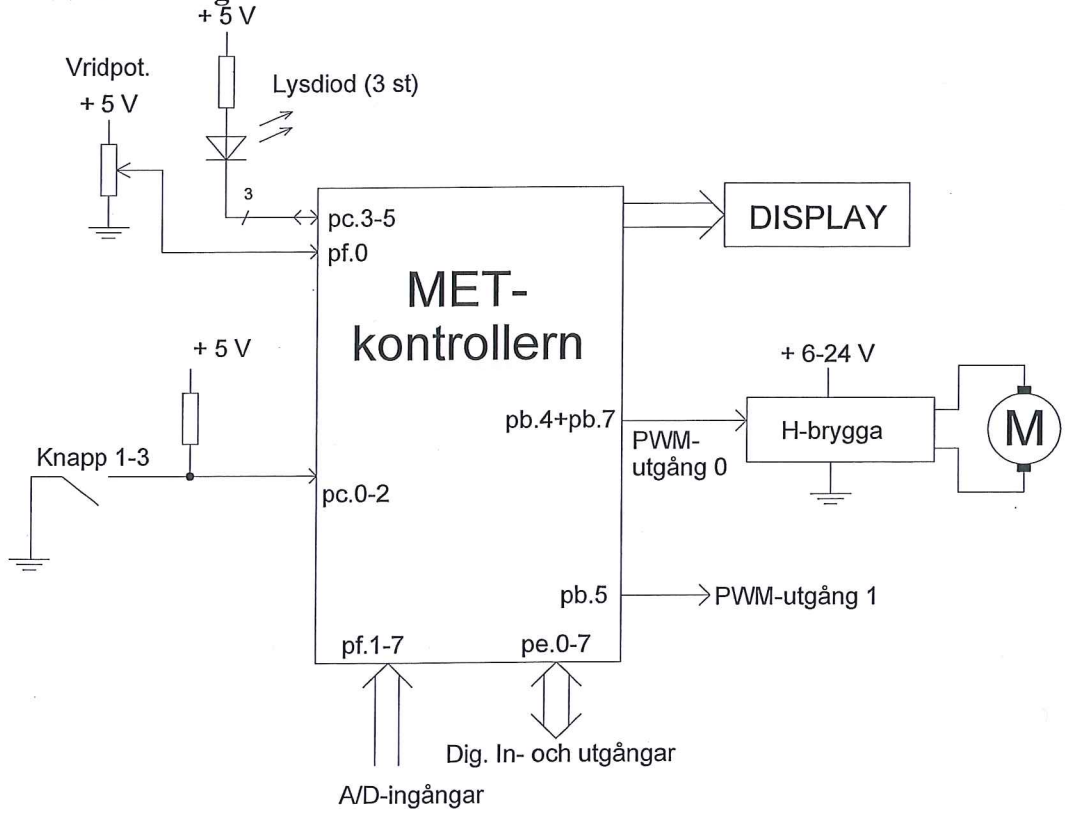 + 5 V
Vridpot.
+ 5 V
Lysdiod (3 st)
3
pc.3-5
pf.0
DISPLAY
MET-
kontrollern
+ 5 V
+ 6-24 V
pb.4+pb.7
PWM-
utgång 0
H-brygga
M
Knapp 1-3
pc.0-2
pb.5
PWM-utgång 1
pf.1-7
pe.0-7
Dig. In- och utgångar
A/D-ingångar